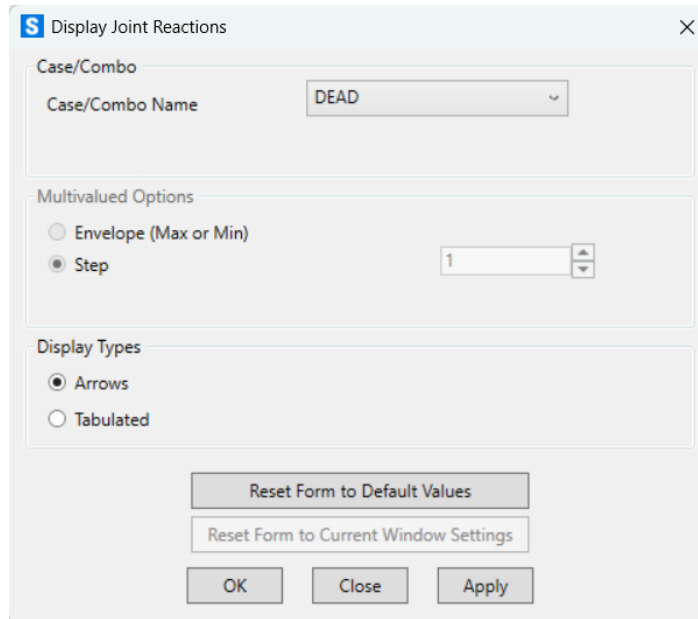 S Display Joint Reactions
Case/Combo
Case/Combo Name DEAD
Multivalued Options
Envelope (Max or Min)
Step 1
Display Types
Arrows
Tabulated
Reset Form to Default Values
Reset Form to Current Window Settings
OK Close Apply